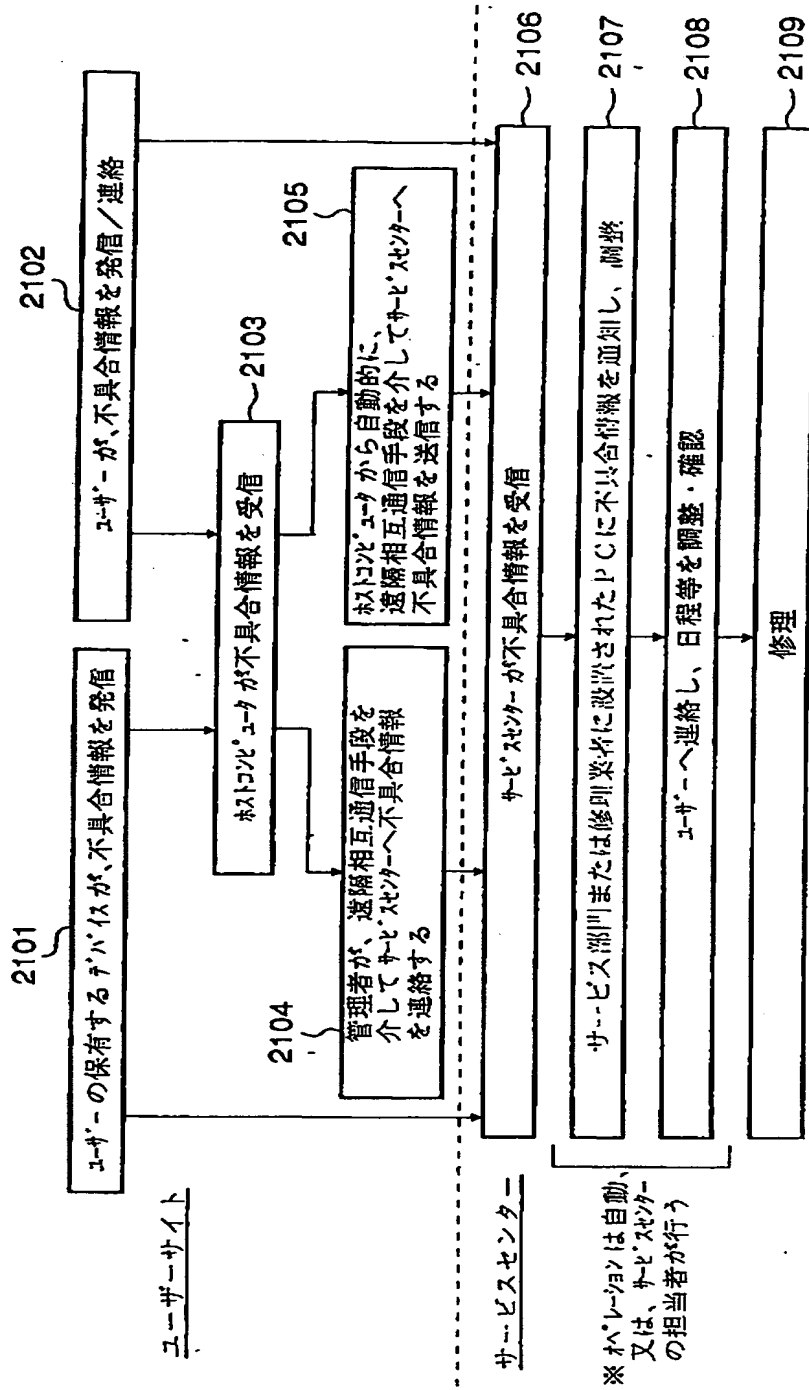 ユーザーサイト
2101
ユーザーの保有するデバイスが、不具合情報を発信
2102
ユーザーが、不具合情報を発信／連絡
ホストコンピュータが不具合情報を受信
2103
2104
管理者が、遠隔相互通信手段を
介してサービスセンターへ不具合情報
を連絡する
2105
ホストコンピュータから自動的に、
遠隔相互通信手段を介してサービスセンターへ
不具合情報を送信する
サービスセンター
サービスセンターが不具合情報を受信
2106
サービス部門または修理業者に設置されたPCに不具合情報を通知し、調整
2107
ユーザーへ連絡し、日程等を調整・確認
2108
※オペレーションは自動、
又は、サービスセンター
の担当者が行う
修理
2109